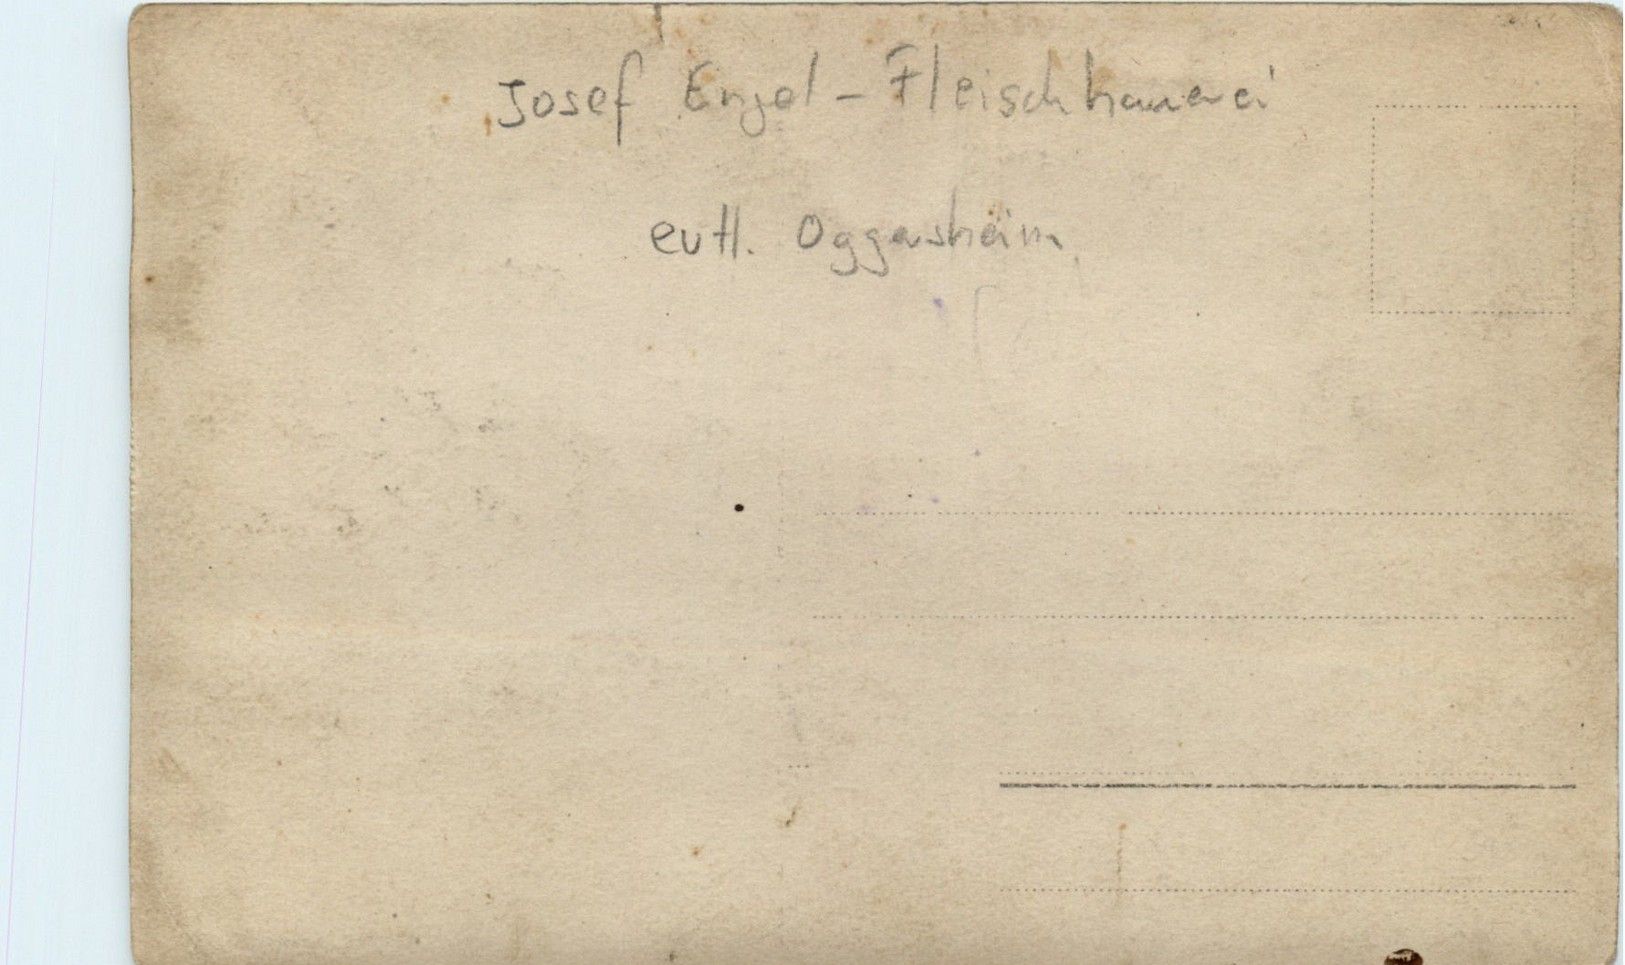 Josef Engel - Fleischhauerei
evtl. Oggersheim